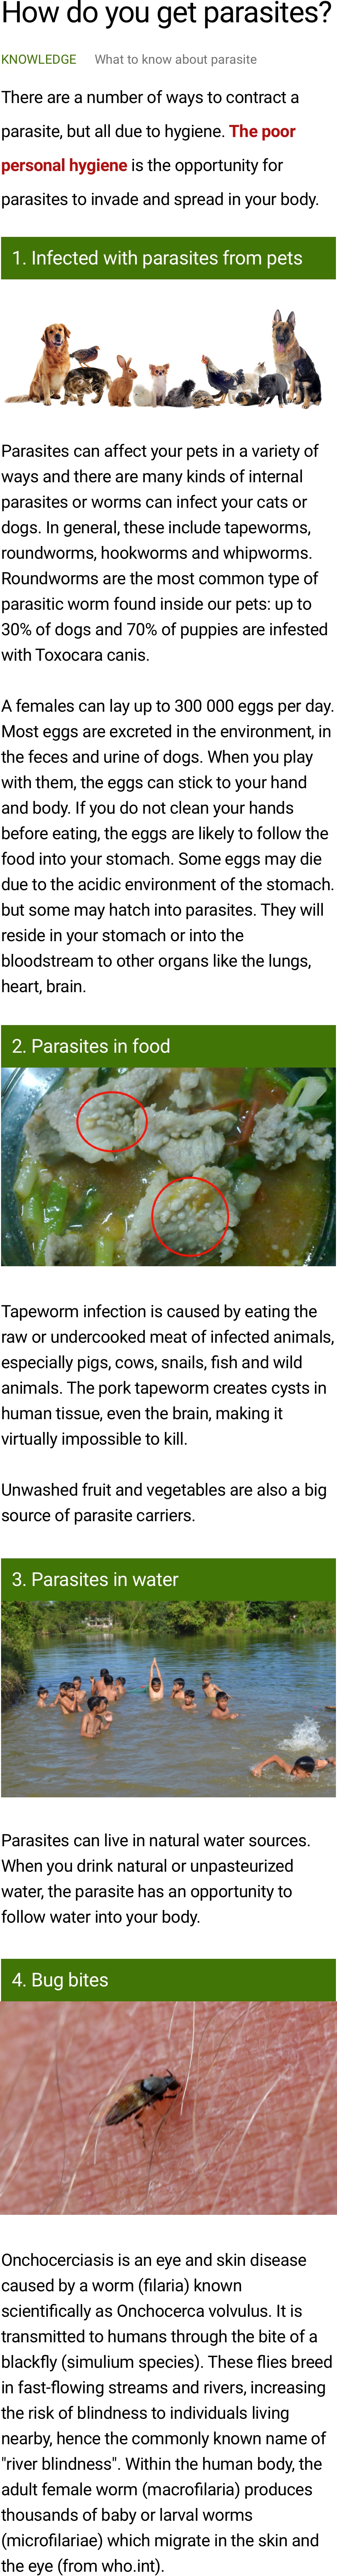 How do you get parasites?
KNOWLEDGE What to know about parasite
There are a number of ways to contract a
parasite, but all due to hygiene. The poor
personal hygiene is the opportunity for
parasites to invade and spread in your body.
1. Infected with parasites from pets
Parasites can affect your pets in a variety of
ways and there are many kinds of internal
parasites or worms can infect your cats or
dogs. In general, these include tapeworms,
roundworms, hookworms and whipworms.
Roundworms are the most common type of
parasitic worm found inside our pets: up to
30% of dogs and 70% of puppies are infested
with Toxocara canis.
A females can lay up to 300 000 eggs per day.
Most eggs are excreted in the environment, in
the feces and urine of dogs. When you play
with them, the eggs can stick to your hand
and body. If you do not clean your hands
before eating, the eggs are likely to follow the
food into your stomach. Some eggs may die
due to the acidic environment of the stomach.
but some may hatch into parasites. They will
reside in your stomach or into the
bloodstream to other organs like the lungs,
heart, brain.
2. Parasites in food
Tapeworm infection is caused by eating the
raw or undercooked meat of infected animals,
especially pigs, cows, snails, fish and wild
animals. The pork tapeworm creates cysts in
human tissue, even the brain, making it
virtually impossible to kill.
Unwashed fruit and vegetables are also a big
source of parasite carriers.
3. Parasites in water
Parasites can live in natural water sources.
When you drink natural or unpasteurized
water, the parasite has an opportunity to
follow water into your body.
4. Bug bites
Onchocerciasis is an eye and skin disease
caused by a worm (filaria) known
scientifically as Onchocerca volvulus. It is
transmitted to humans through the bite of a
blackfly (simulium species). These flies breed
in fast-flowing streams and rivers, increasing
the risk of blindness to individuals living
nearby, hence the commonly known name of
"river blindness". Within the human body, the
adult female worm (macrofilaria) produces
thousands of baby or larval worms
(microfilariae) which migrate in the skin and
the eye (from who.int).